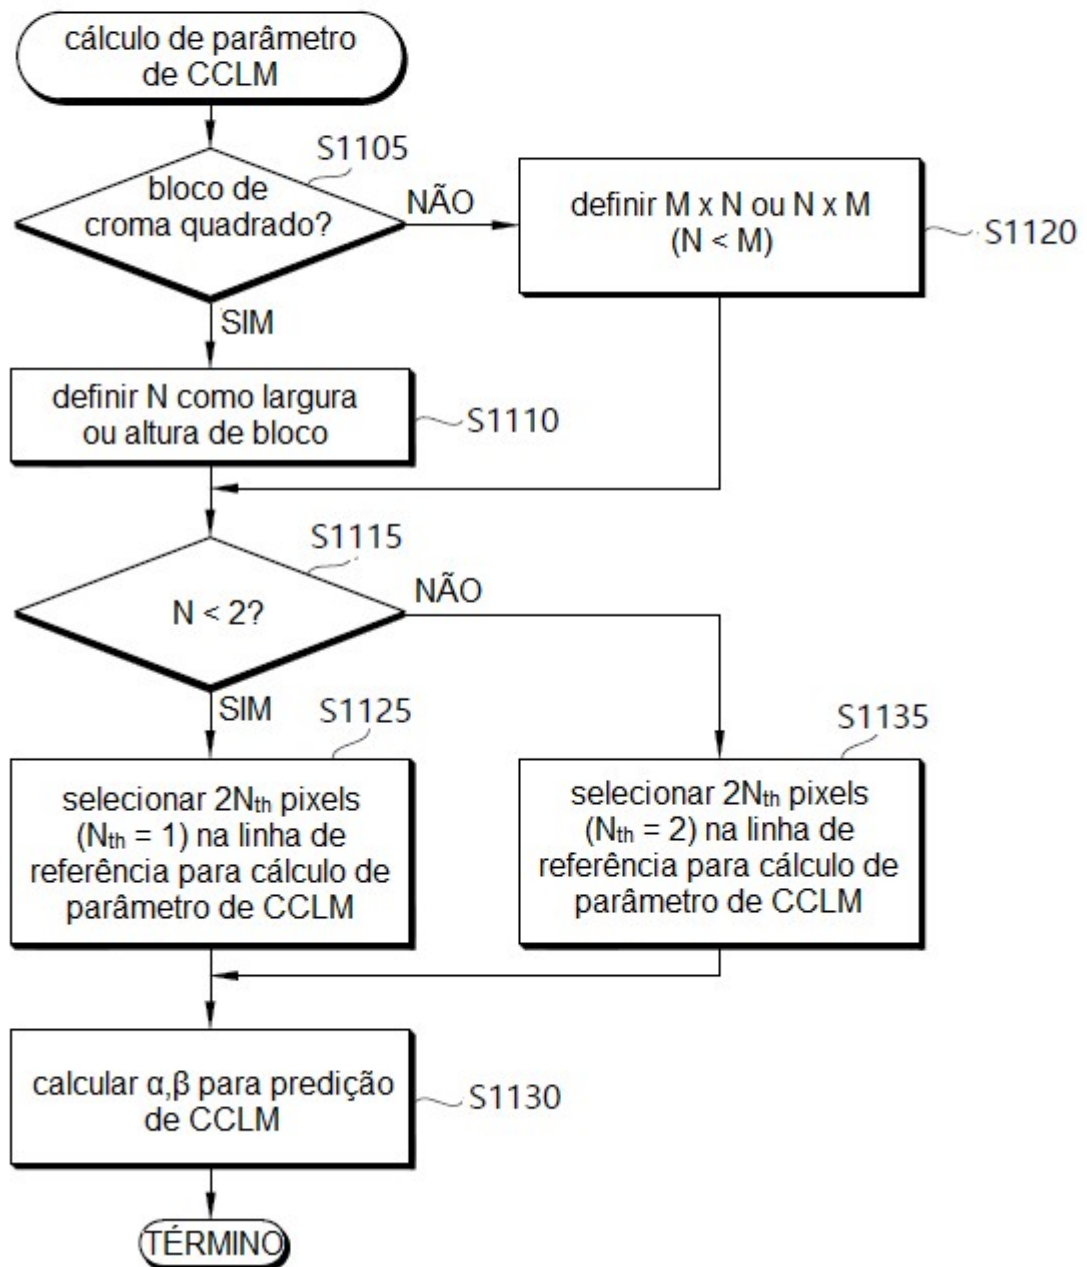 cálculo de parâmetro
de CCLM
S1105
bloco de
croma quadrado?
NÃO
definir M x N ou N x M
(N < M)
S1120
SIM
definir N como largura
ou altura de bloco
S1110
S1115
N < 2?
NÃO
SIM
S1125
selecionar 2Nth pixels
(Nth = 1) na linha de
referência para cálculo de
parâmetro de CCLM
S1135
selecionar 2Nth pixels
(Nth = 2) na linha de
referência para cálculo de
parâmetro de CCLM
calcular α,β para predição
de CCLM
S1130
TÉRMINO